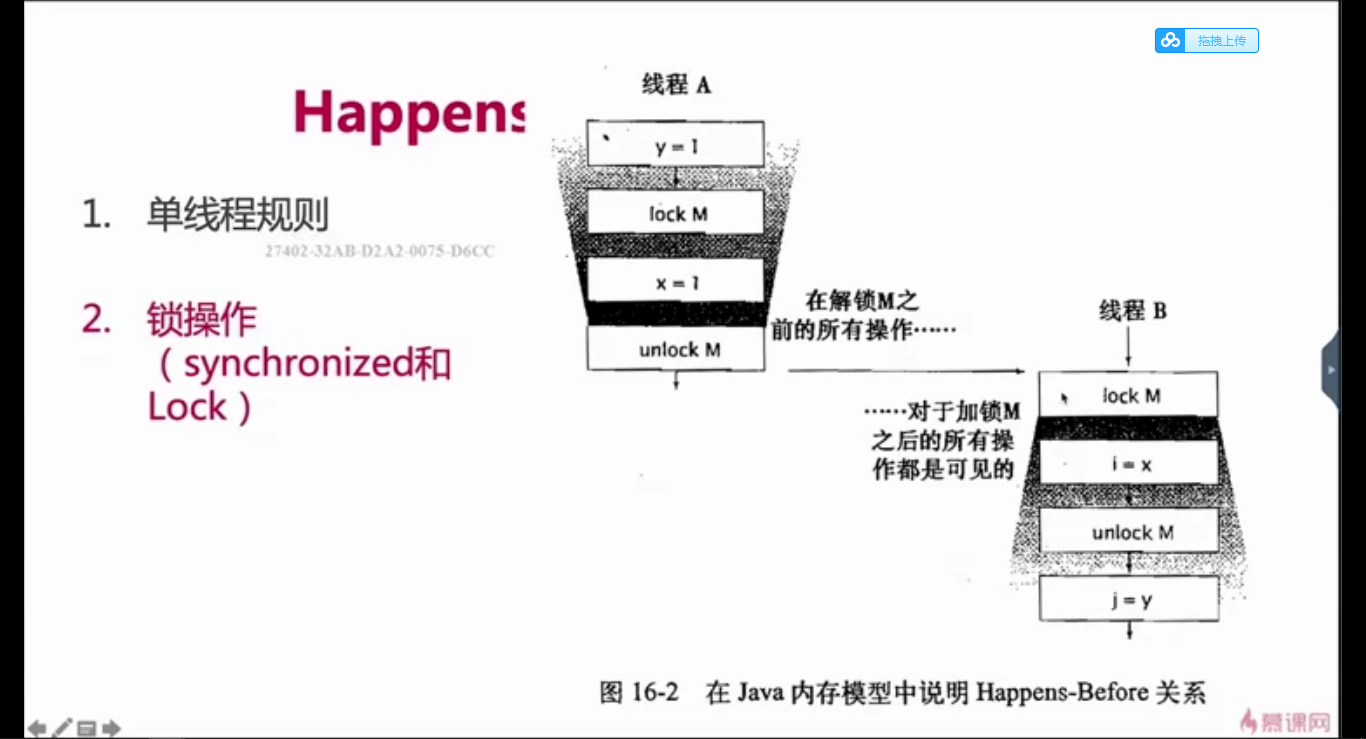 拖拽上传
Happens
1. 单线程规则
27402-32AB-D2A2-0075-D6CC
2. 锁操作
（synchronized和
Lock）
线程 A
y = 1
lock M
x = 1
unlock M
在解锁M之
前的所有操作……
线程 B
lock M
……对于加锁M
之后的所有操
作都是可见的
i = x
unlock M
j = y
图 16-2 在 Java 内存模型中说明 Happens-Before 关系
慕课网